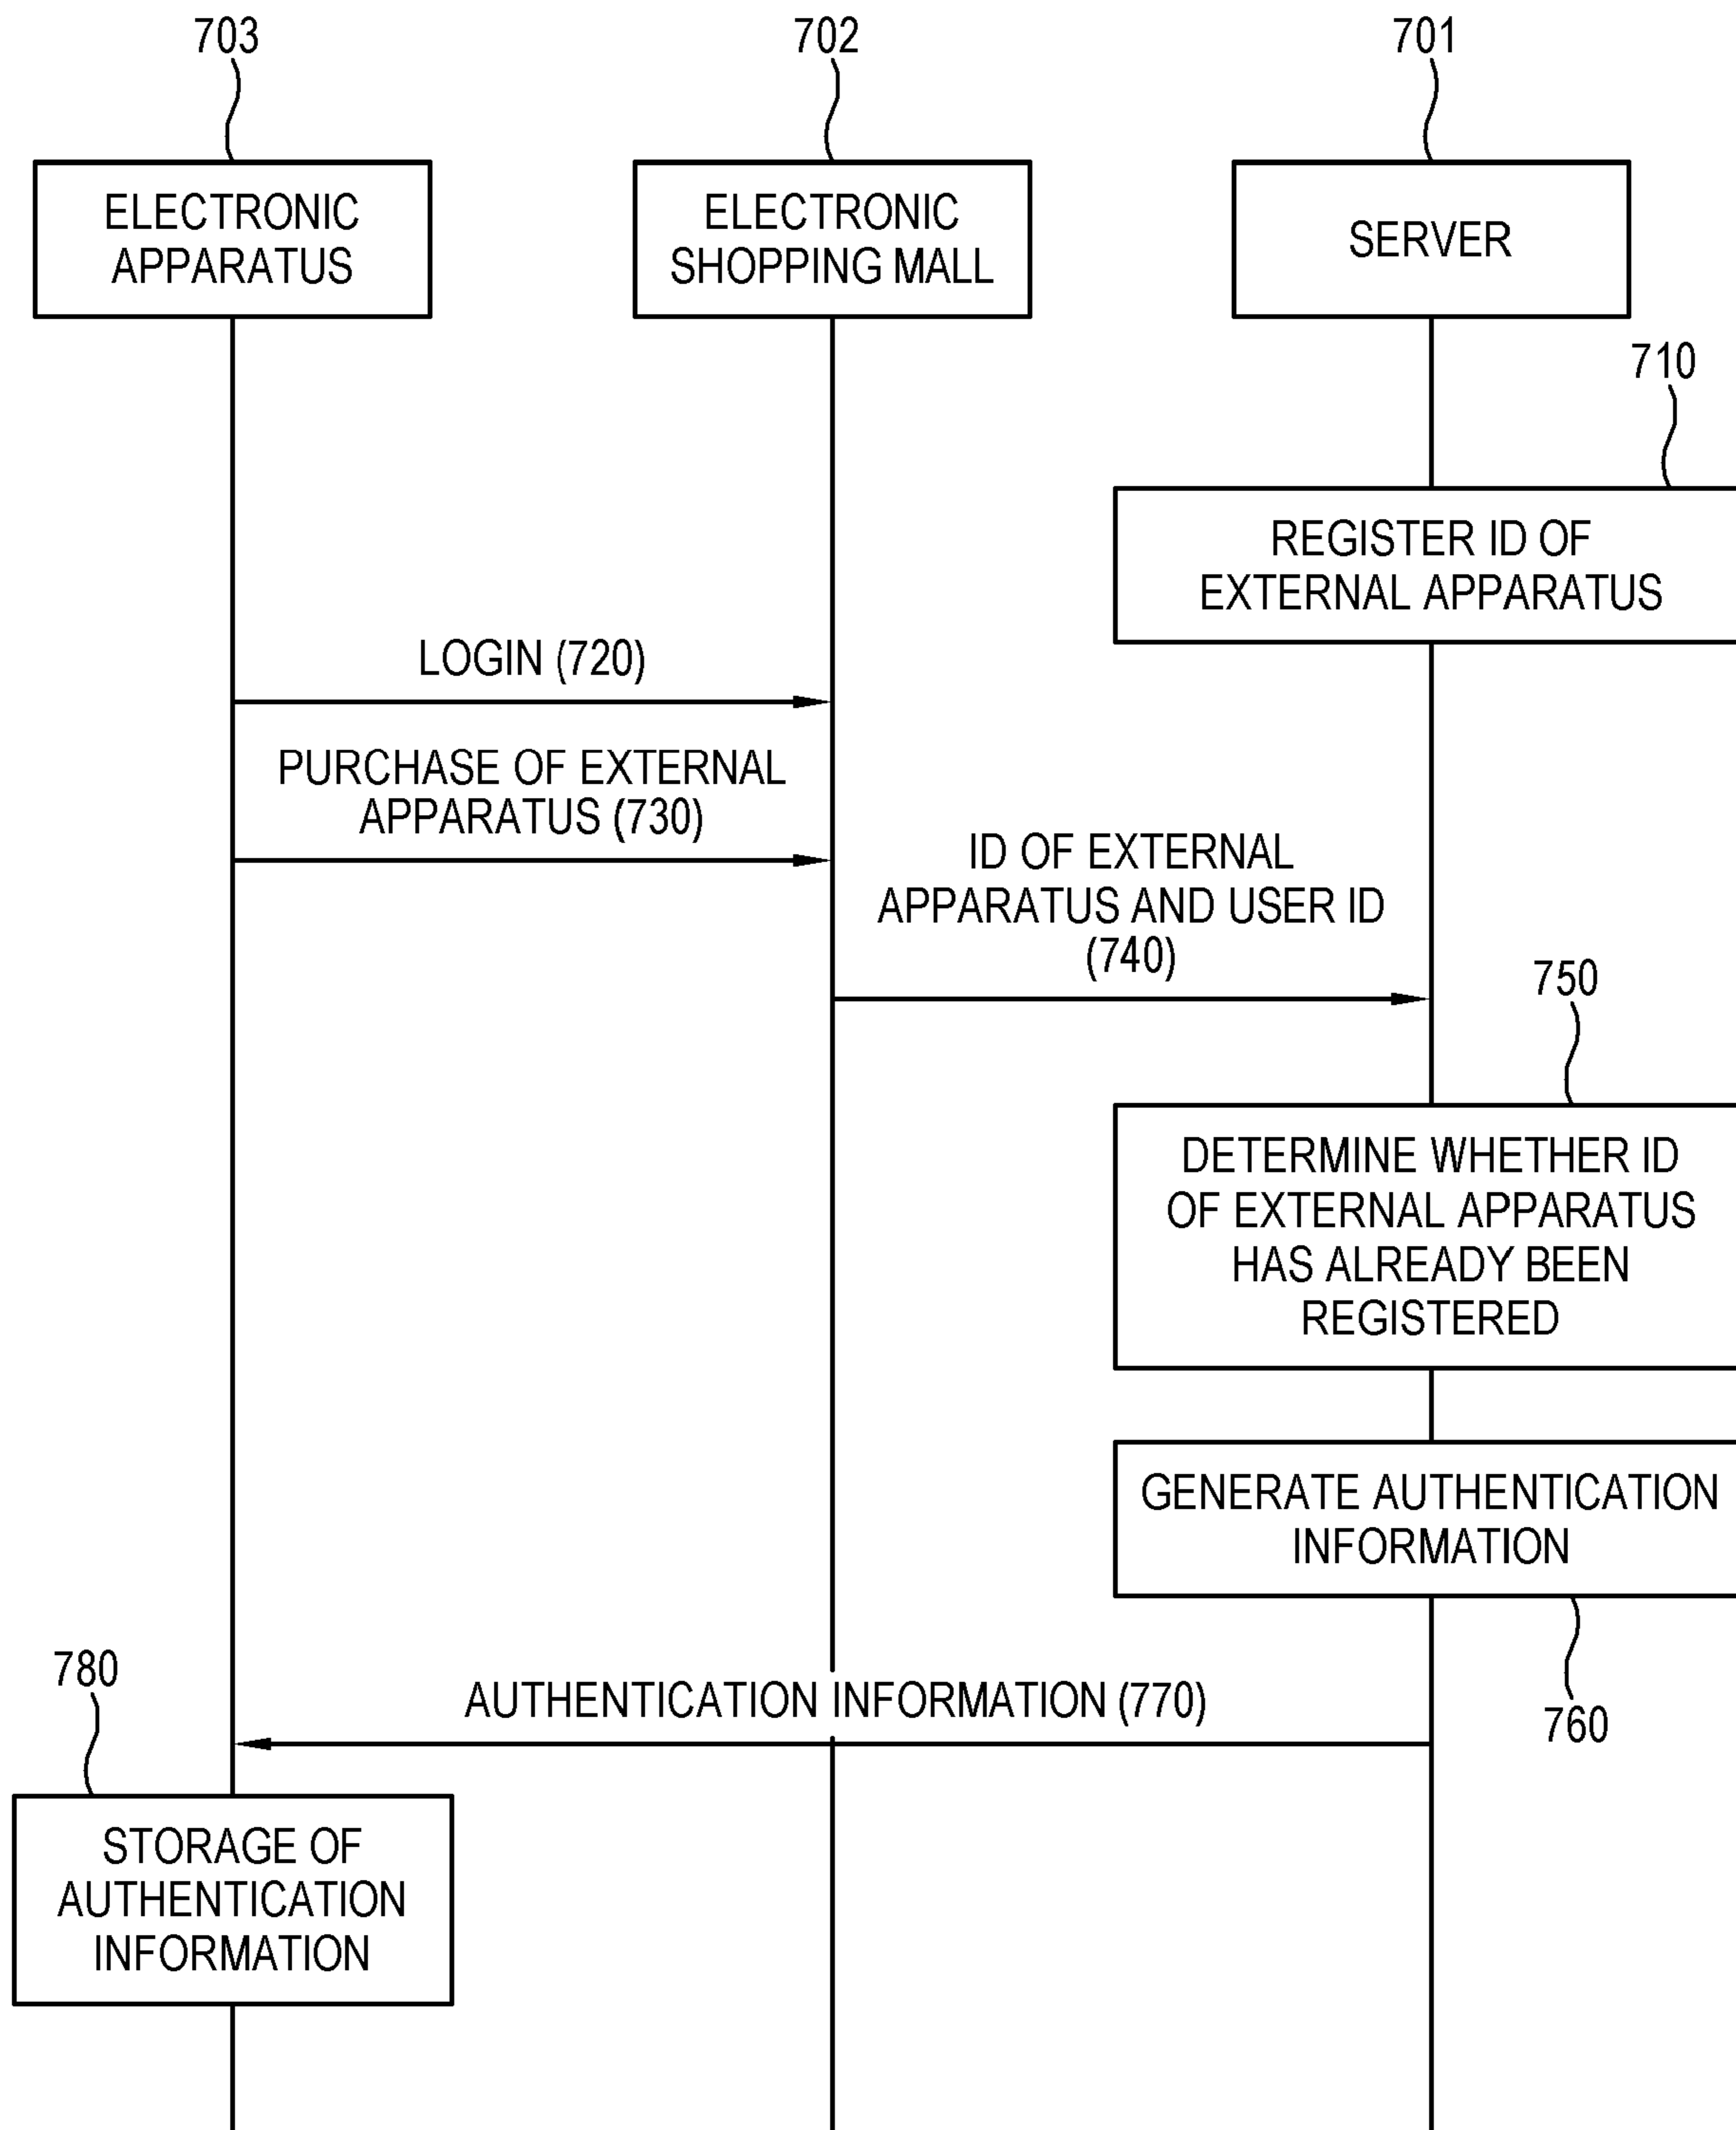 703
702
701
ELECTRONIC
APPARATUS
ELECTRONIC
SHOPPING MALL
SERVER
710
REGISTER ID OF
EXTERNAL APPARATUS
LOGIN (720)
PURCHASE OF EXTERNAL
APPARATUS (730)
ID OF EXTERNAL
APPARATUS AND USER ID
(740)
750
DETERMINE WHETHER ID
OF EXTERNAL APPARATUS
HAS ALREADY BEEN
REGISTERED
GENERATE AUTHENTICATION
INFORMATION
760
AUTHENTICATION INFORMATION (770)
780
STORAGE OF
AUTHENTICATION
INFORMATION